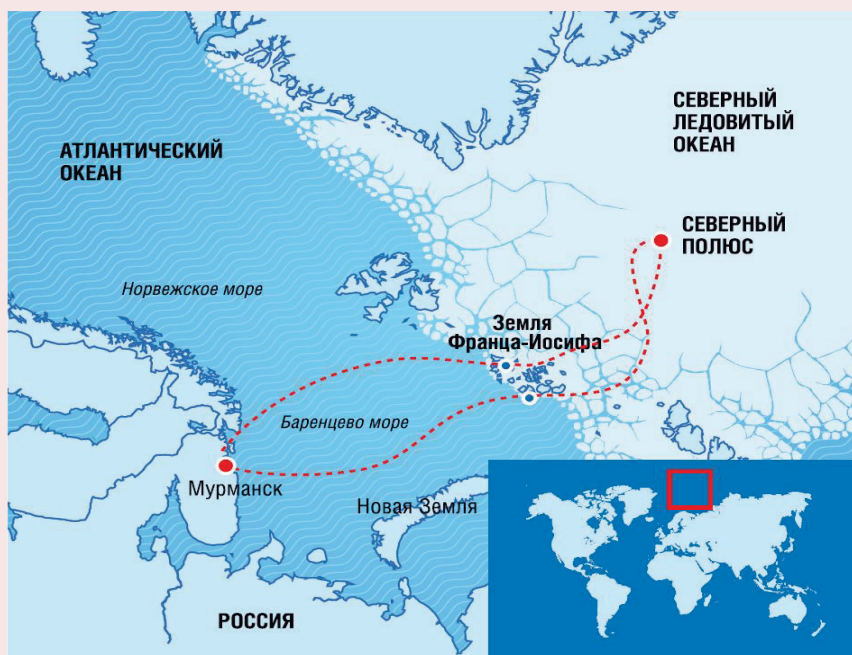 СЕВЕРНЫЙ
ЛЕДОВИТЫЙ
ОКЕАН
АТЛАНТИЧЕСКИЙ
ОКЕАН
СЕВЕРНЫЙ
ПОЛЮС
Норвежское море
Земля
Франца-Иосифа
Баренцево море
Мурманск
Новая Земля
РОССИЯ